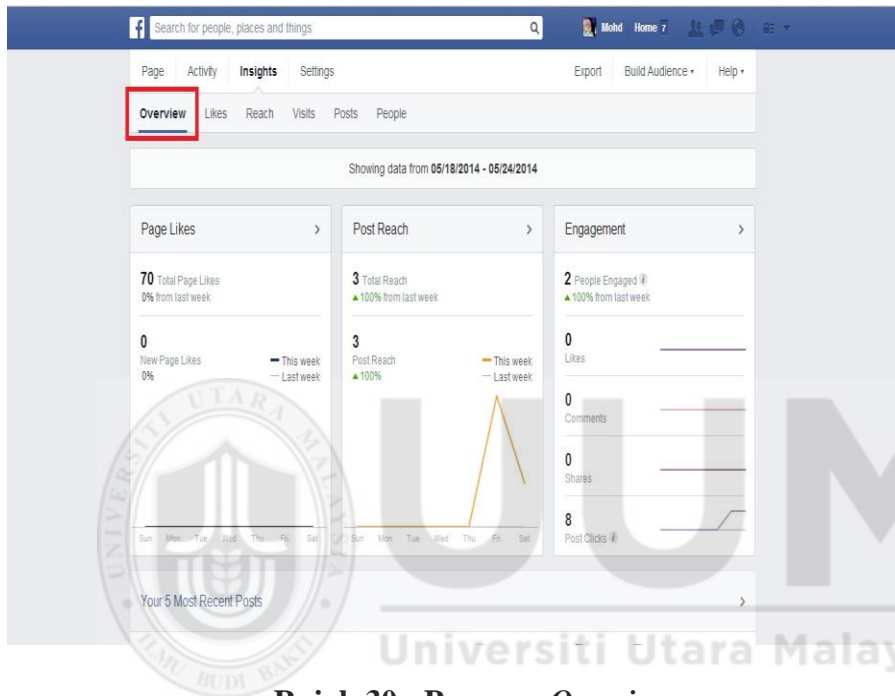 Search for people, places and things
Mohd Home 7
Page Activity Insights Settings Export Build Audience Help
Overview Likes Reach Visits Posts People
Showing data from 05/18/2014 - 05/24/2014
Page Likes
70 Total Page Likes
0% from last week
0
New Page Likes
0%
This week
Last week
Sun Mon Tue Wed Thu Fri Sat
Post Reach
3 Total Reach
100% from last week
3
Post Reach
100%
This week
Last week
Sun Mon Tue Wed Thu Fri Sat
Engagement
2 People Engaged
100% from last week
0
Likes
0
Comments
0
Shares
8
Post Clicks
Your 5 Most Recent Posts
UNIVERSITI UTARA MALAYSIA
BUDI BAKTI
UUM
Universiti Utara Malay